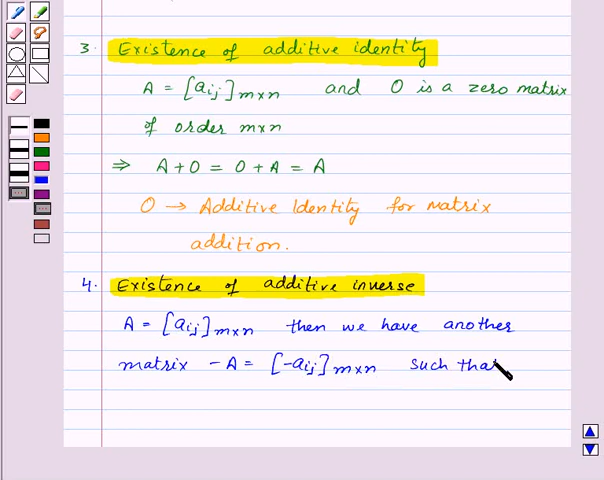 3. Existence of additive identity
A = [aij]m×n and O is a zero matrix
of order m×n
⇒ A + O = O + A = A
O → Additive Identity for matrix
addition.
4. Existence of additive inverse
A = [aij]m×n then we have another
matrix -A = [-aij]m×n such tha